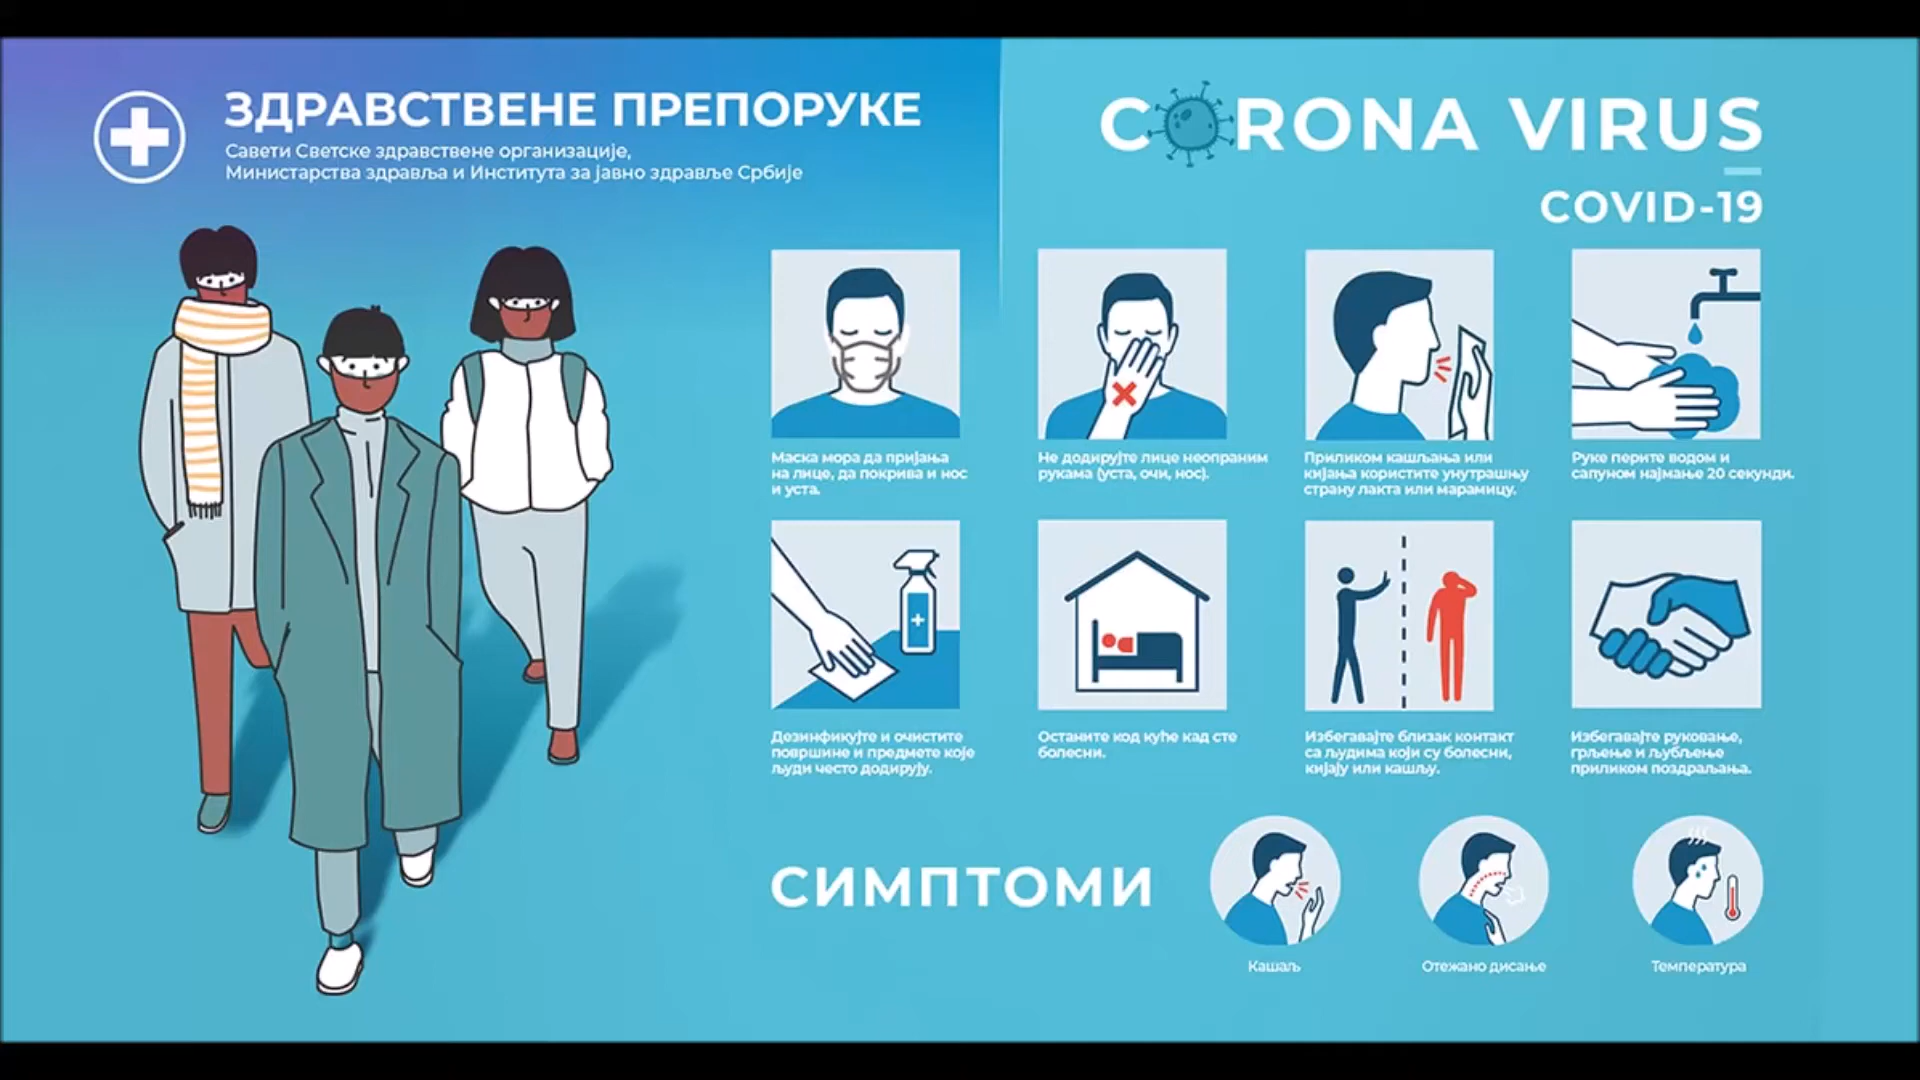 ЗДРАВСТВЕНЕ ПРЕПОРУКЕ
Савети Светске здравствене организације,
Министарства здравља и Института за јавно здравље Србије
CORONA VIRUS
COVID-19
Маска мора да пријања
на лице, да покрива и нос
и уста.
Не додирујте лице неопраним
рукама (уста, очи, нос).
Приликом кашљања или
кијања користите унутрашњу
страну лакта или марамицу.
Руке перите водом и
сапуном најмање 20 секунди.
Дезинфикујте и очистите
површине и предмете које
људи често додирују.
Останите код куће кад сте
болесни.
Избегавајте близак контакт
са људима који су болесни,
кијају или кашљу.
Избегавајте руковање,
грљење и љубљење
приликом поздраљања.
СИМПТОМИ
Кашаљ
Отежано дисање
Температура